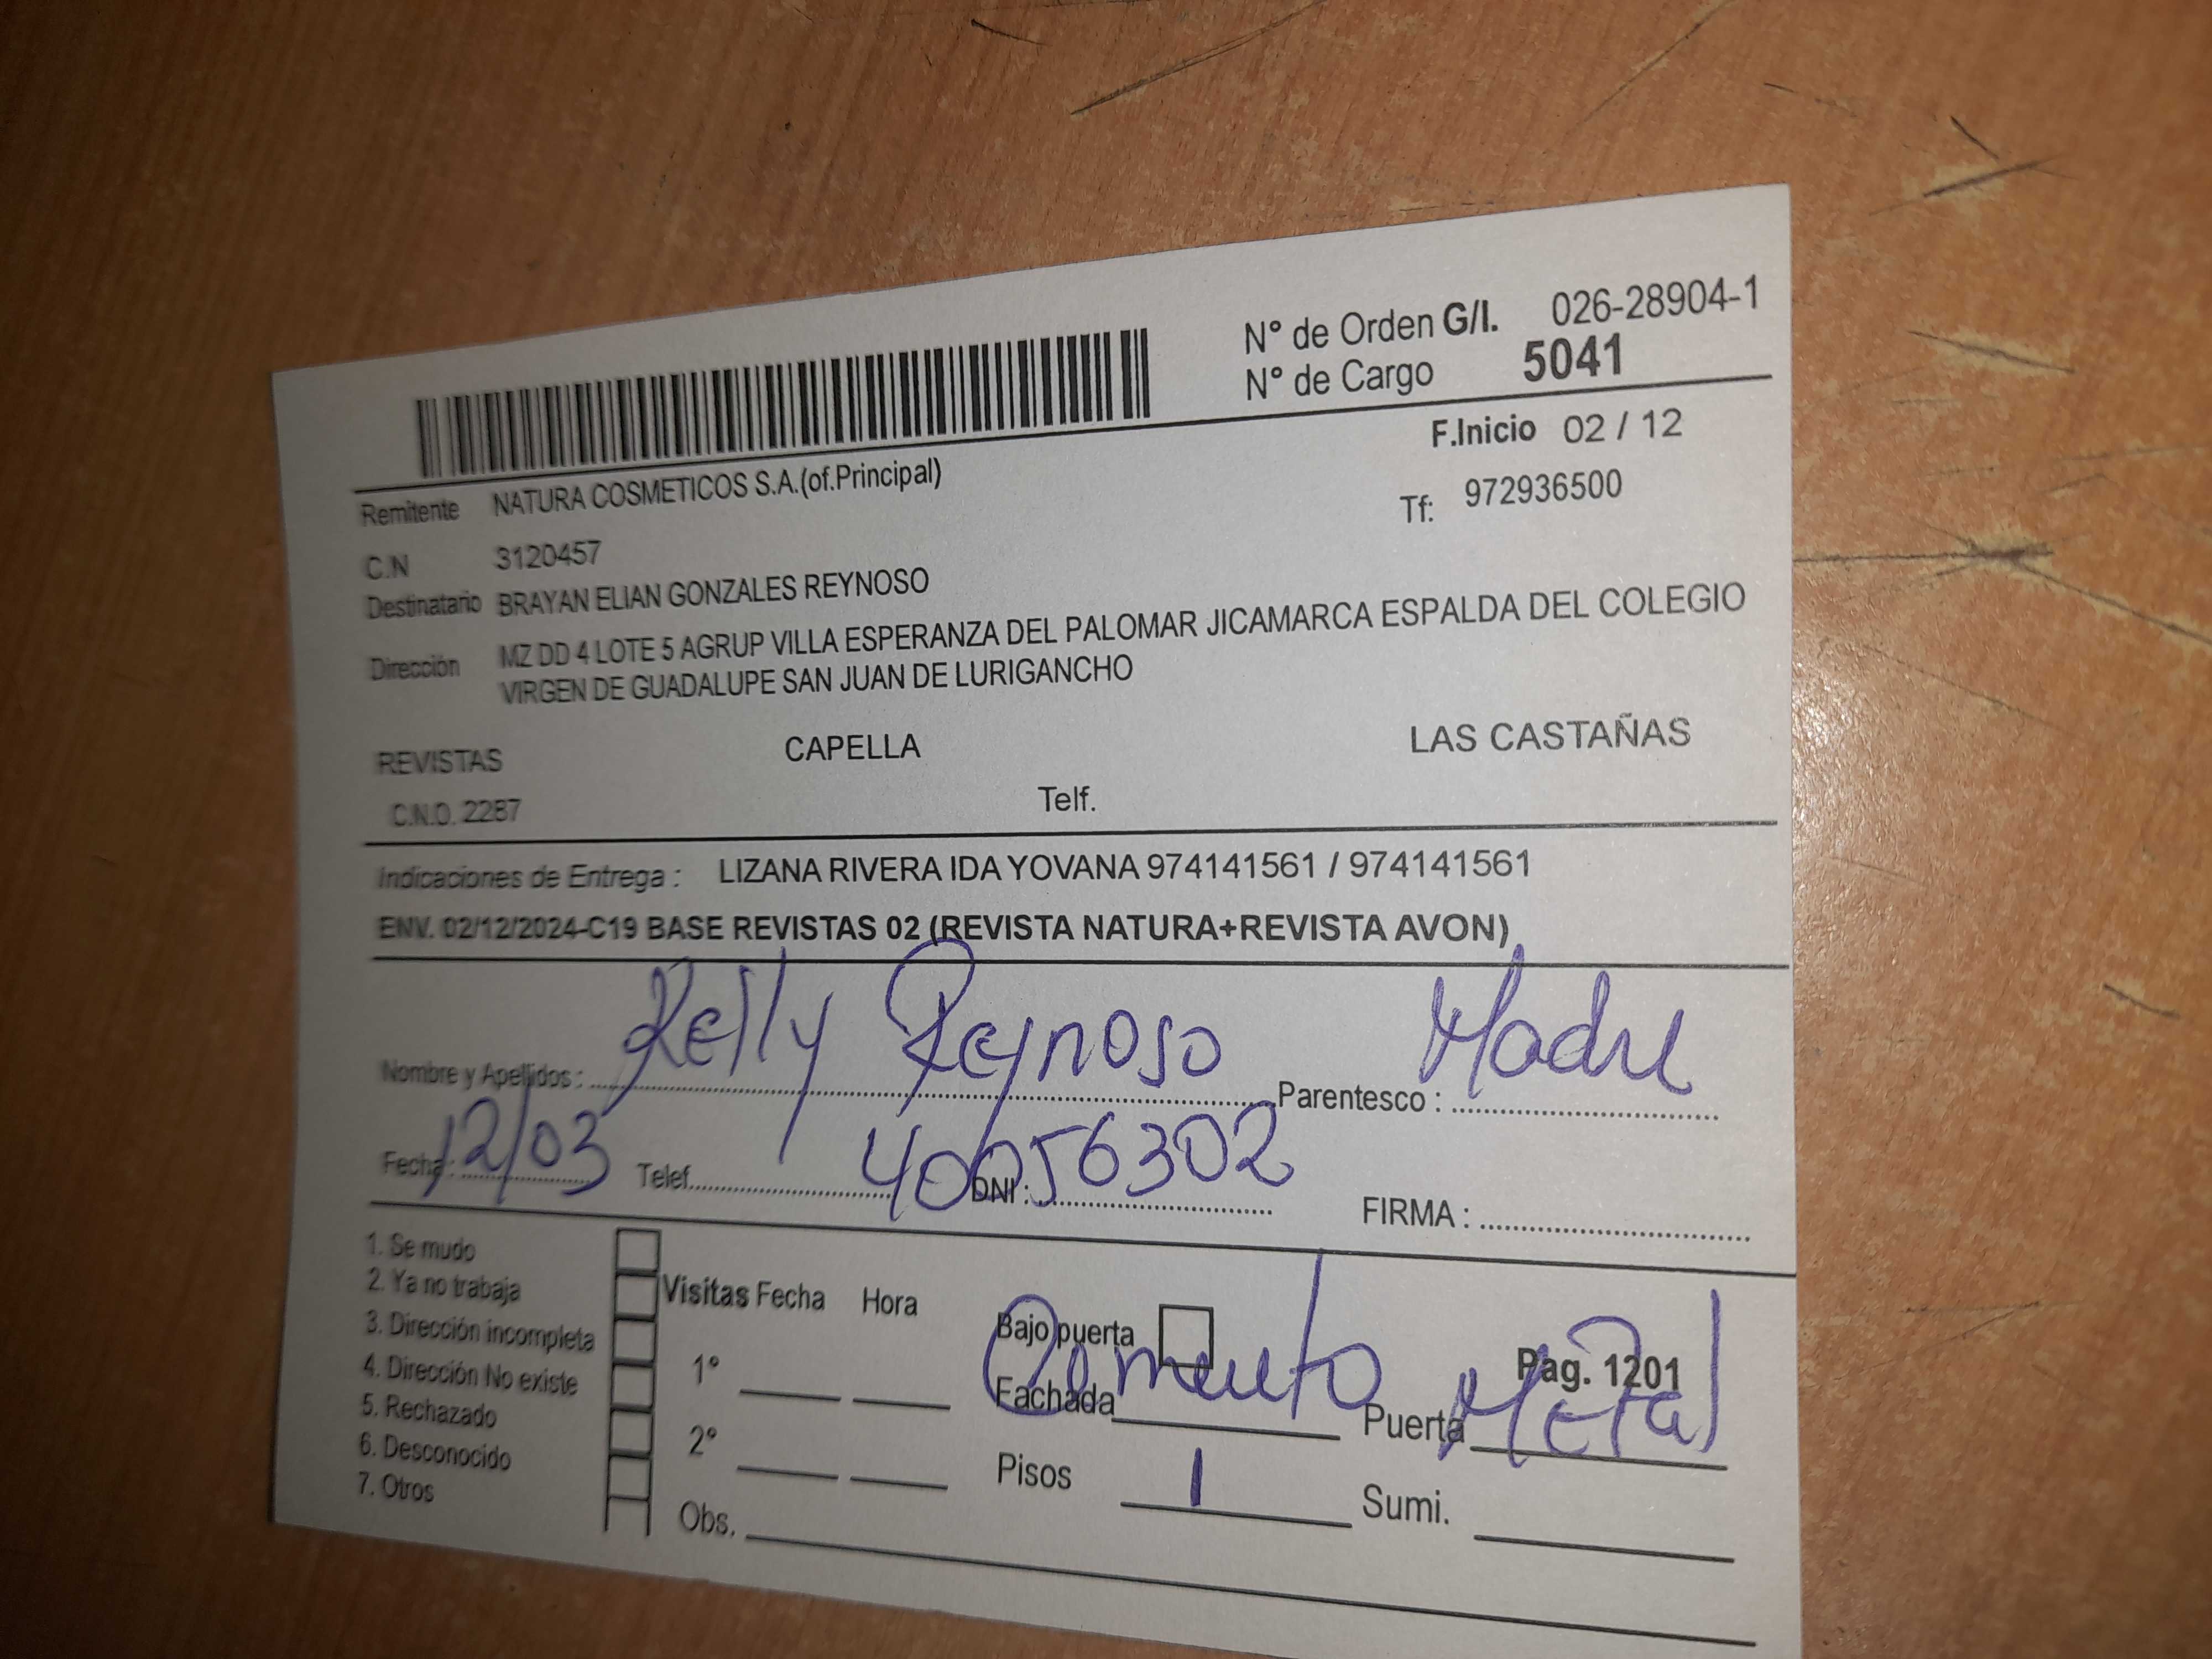 N° de Orden G/I. 026-28904-1
N° de Cargo 5041
F.Inicio 02 / 12
Remitente NATURA COSMETICOS S.A.(of.Principal)
Tf: 972936500
C.N 3120457
Destinatario BRAYAN ELIAN GONZALES REYNOSO
Dirección MZ DD 4 LOTE 5 AGRUP VILLA ESPERANZA DEL PALOMAR JICAMARCA ESPALDA DEL COLEGIO
VIRGEN DE GUADALUPE SAN JUAN DE LURIGANCHO
REVISTAS CAPELLA LAS CASTAÑAS
C.N.O. 2287 Telf.
Indicaciones de Entrega : LIZANA RIVERA IDA YOVANA 974141561 / 974141561
ENV. 02/12/2024-C19 BASE REVISTAS 02 (REVISTA NATURA+REVISTA AVON)
Nombre y Apellidos : Kelly Reynoso Parentesco : Madre
Fecha : 12/03 Telef. DNI : 40056302 FIRMA :
1. Se mudo
2. Ya no trabaja
3. Dirección incompleta
4. Dirección No existe
5. Rechazado
6. Desconocido
7. Otros
Visitas Fecha Hora
1°
2°
Obs.
Bajo puerta
Pag. 1201
Fachada Cemento Puerta Metal
Pisos 1 Sumi.